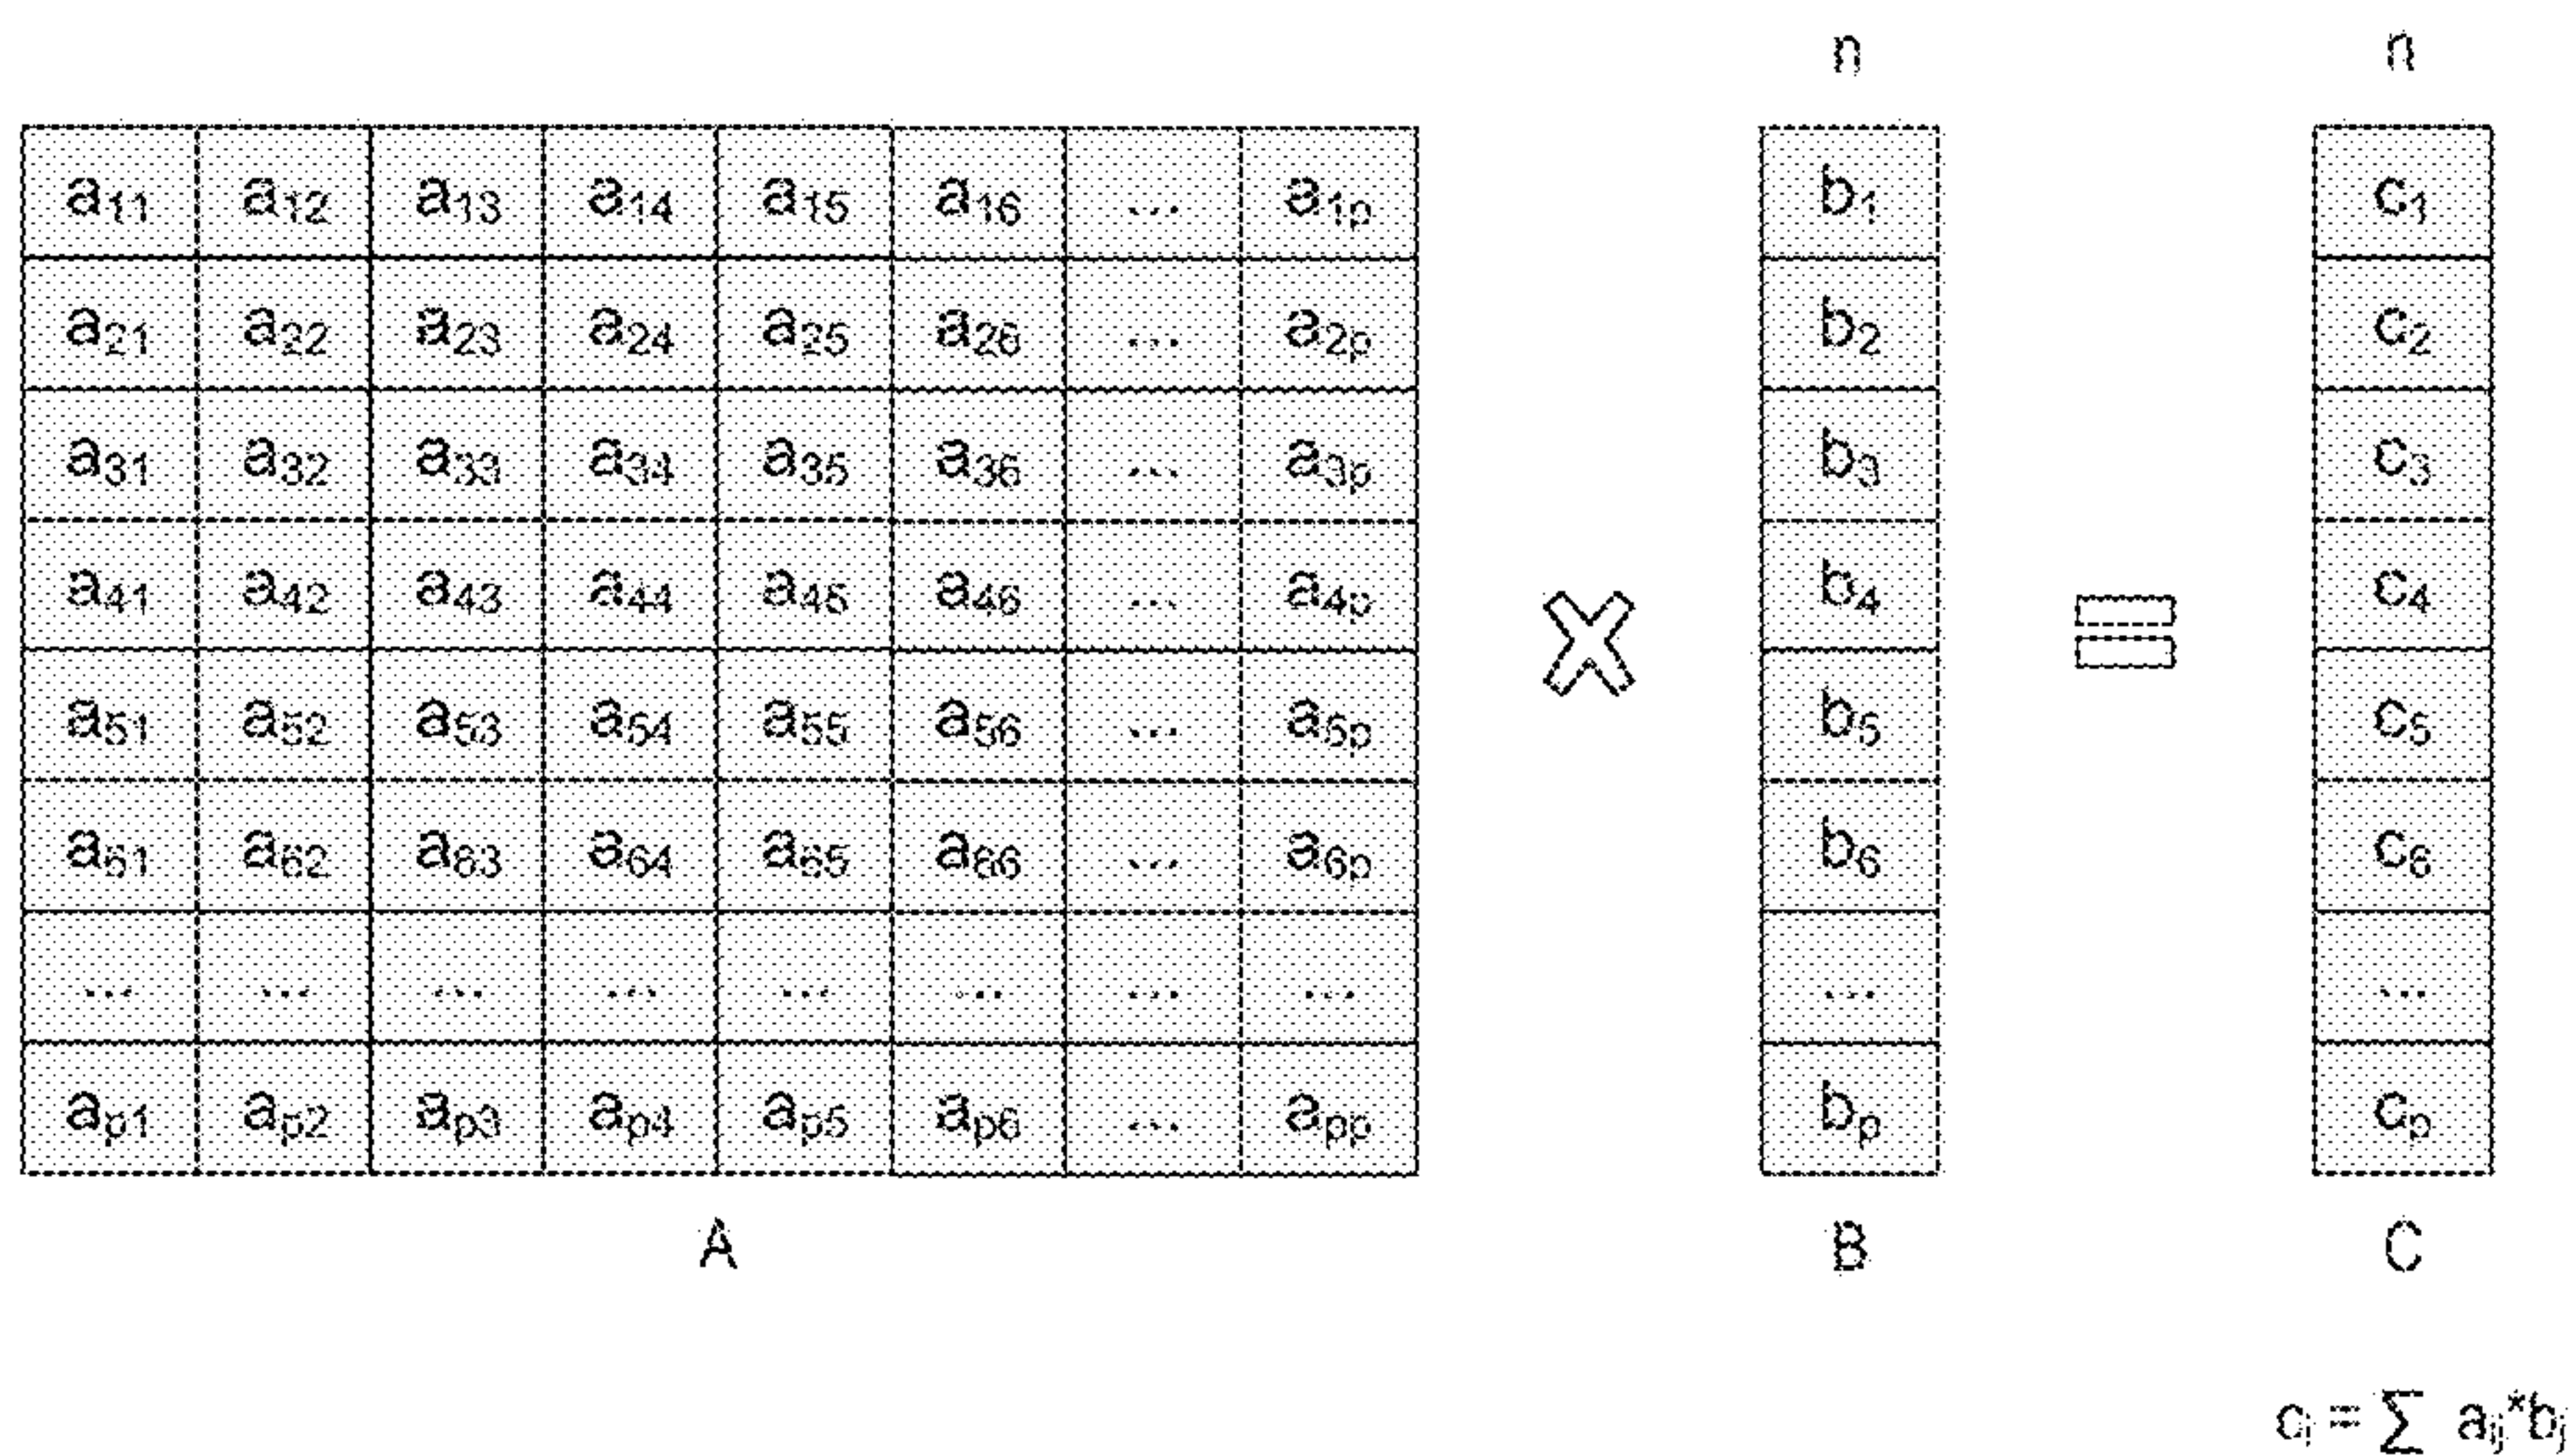 n n
a11 a12 a13 a14 a15 a16 ... a1p b1 c1
a21 a22 a23 a24 a25 a26 ... a2p b2 c2
a31 a32 a33 a34 a35 a36 ... a3p b3 c3
a41 a42 a43 a44 a45 a46 ... a4p × b4 = c4
a51 a52 a53 a54 a55 a56 ... a5p b5 c5
a61 a62 a63 a64 a65 a66 ... a6p b6 c6
... ... ... ... ... ... ... ... ... ...
ap1 ap2 ap3 ap4 ap5 ap6 ... app bp cp
A B C
ci = ∑ aij*bj